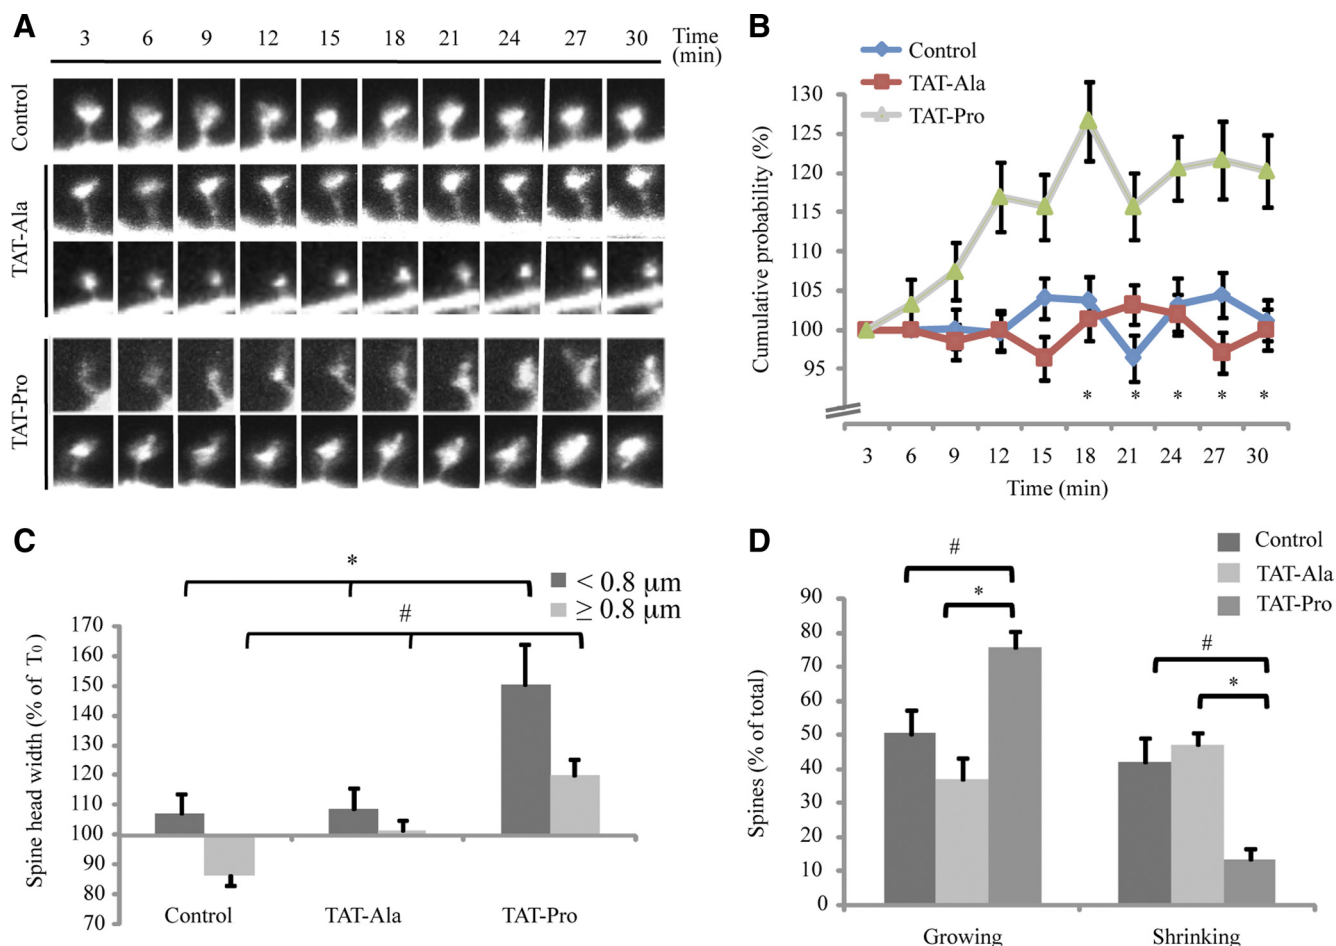 A
3 6 9 12 15 18 21 24 27 30 Time
(min)
Control
TAT-Ala
TAT-Pro
B
Control
TAT-Ala
TAT-Pro
Cumulative probability (%)
130
125
120
115
110
105
100
95
* * * * *
3 6 9 12 15 18 21 24 27 30
Time (min)
C
*
#
< 0.8 μm
≥ 0.8 μm
Spine head width (% of T0)
170
160
150
140
130
120
110
100
90
80
70
Control TAT-Ala TAT-Pro
D
Control
TAT-Ala
TAT-Pro
#
*
#
*
Spines (% of total)
90
80
70
60
50
40
30
20
10
0
Growing Shrinking